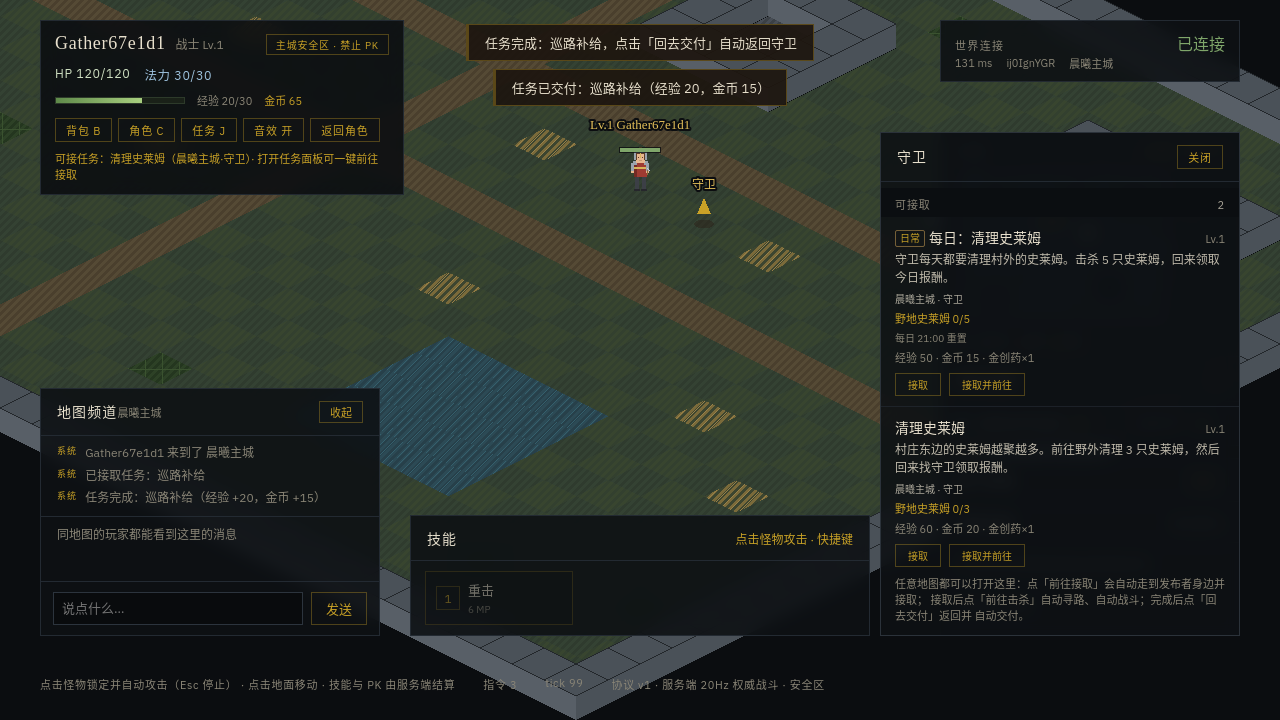 Gather67e1d1 战士 Lv.1 主城安全区 · 禁止 PK
HP 120/120 法力 30/30
经验 20/30 金币 65
背包 B 角色 C 任务 J 音效 开 返回角色
可接任务：清理史莱姆（晨曦主城·守卫）· 打开任务面板可一键前往
接取
任务完成：巡路补给，点击「回去交付」自动返回守卫
任务已交付：巡路补给（经验 20，金币 15）
世界连接 已连接
131 ms ij0IgnYGR 晨曦主城
Lv.1 Gather67e1d1
守卫
守卫 关闭
可接取 2
日常 每日：清理史莱姆 Lv.1
守卫每天都要清理村外的史莱姆。击杀 5 只史莱姆，回来领取
今日报酬。
晨曦主城 · 守卫
野地史莱姆 0/5
每日 21:00 重置
经验 50 · 金币 15 · 金创药×1
接取 接取并前往
清理史莱姆 Lv.1
村庄东边的史莱姆越聚越多。前往野外清理 3 只史莱姆，然后
回来找守卫领取报酬。
晨曦主城 · 守卫
野地史莱姆 0/3
经验 60 · 金币 20 · 金创药×1
接取 接取并前往
任意地图都可以打开这里：点「前往接取」会自动走到发布者身边并
接取； 接取后点「前往击杀」自动寻路、自动战斗；完成后点「回
去交付」返回并 自动交付。
地图频道 晨曦主城 收起
系统 Gather67e1d1 来到了 晨曦主城
系统 已接取任务：巡路补给
系统 任务完成：巡路补给（经验 +20，金币 +15）
同地图的玩家都能看到这里的消息
说点什么... 发送
技能 点击怪物攻击 · 快捷键
1 重击
6 MP
点击怪物锁定并自动攻击（Esc 停止） · 点击地面移动 · 技能与 PK 由服务端结算 指令 3 tick 99 协议 v1 · 服务端 20Hz 权威战斗 · 安全区